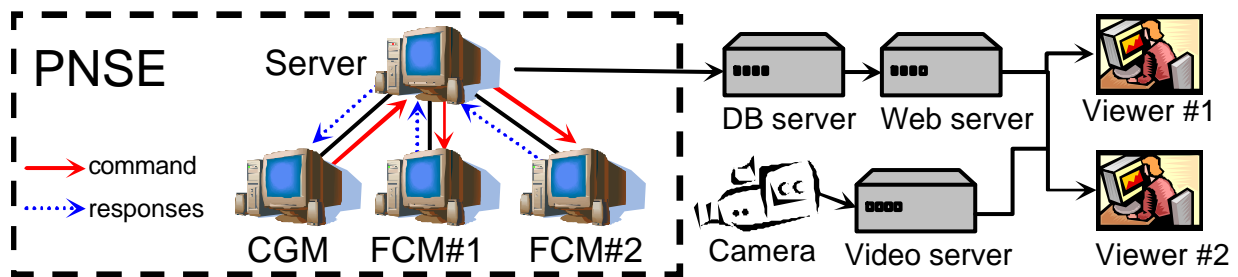 PNSE
Server
command
responses
CGM
FCM#1
FCM#2
DB server
Web server
Viewer #1
Camera
Video server
Viewer #2